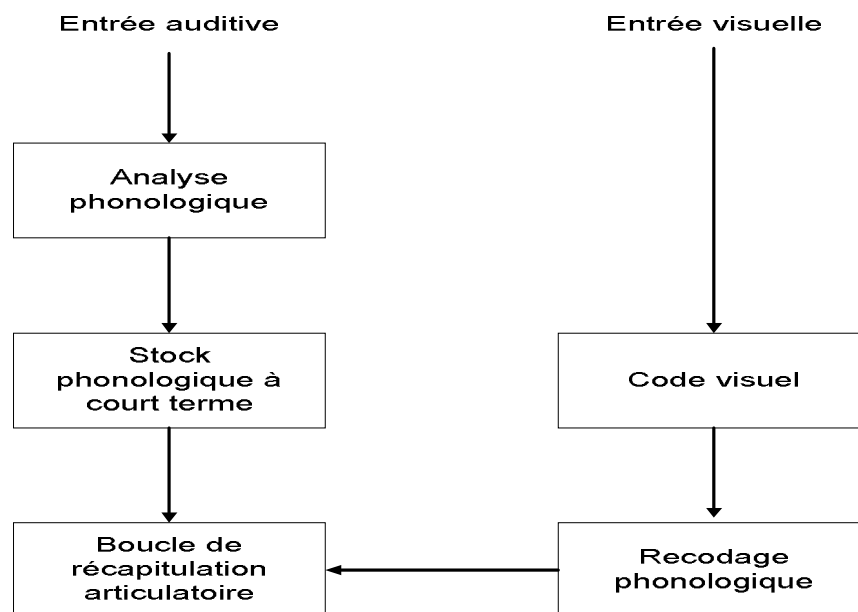 Entrée auditive
Entrée visuelle
Analyse
phonologique
Stock
phonologique à
court terme
Code visuel
Boucle de
récapitulation
articulatoire
Recodage
phonologique